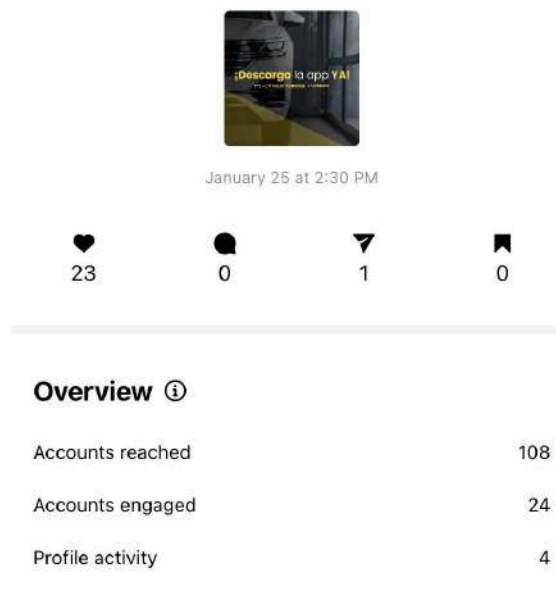 ¡Descarga la app YA!
January 25 at 2:30 PM
23 0 1 0
Overview
Accounts reached 108
Accounts engaged 24
Profile activity 4